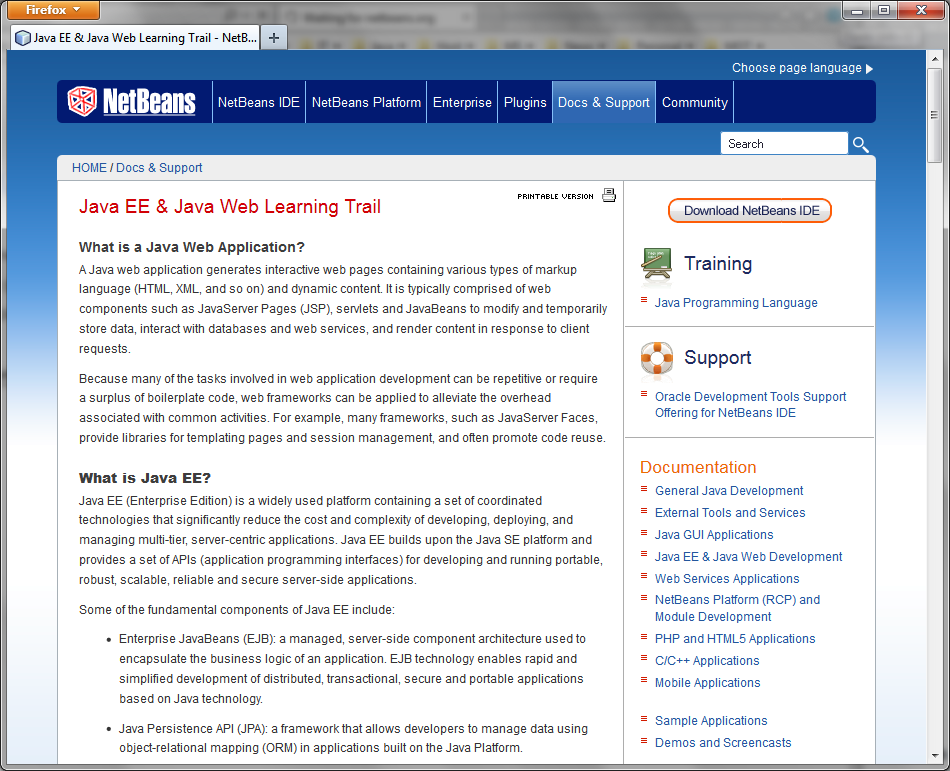 Firefox
Java EE & Java Web Learning Trail - NetB...
Choose page language
NetBeans
NetBeans IDE
NetBeans Platform
Enterprise
Plugins
Docs & Support
Community
Search
HOME / Docs & Support
Java EE & Java Web Learning Trail
PRINTABLE VERSION
What is a Java Web Application?
A Java web application generates interactive web pages containing various types of markup
language (HTML, XML, and so on) and dynamic content. It is typically comprised of web
components such as JavaServer Pages (JSP), servlets and JavaBeans to modify and temporarily
store data, interact with databases and web services, and render content in response to client
requests.
Because many of the tasks involved in web application development can be repetitive or require
a surplus of boilerplate code, web frameworks can be applied to alleviate the overhead
associated with common activities. For example, many frameworks, such as JavaServer Faces,
provide libraries for templating pages and session management, and often promote code reuse.
What is Java EE?
Java EE (Enterprise Edition) is a widely used platform containing a set of coordinated
technologies that significantly reduce the cost and complexity of developing, deploying, and
managing multi-tier, server-centric applications. Java EE builds upon the Java SE platform and
provides a set of APIs (application programming interfaces) for developing and running portable,
robust, scalable, reliable and secure server-side applications.
Some of the fundamental components of Java EE include:
• Enterprise JavaBeans (EJB): a managed, server-side component architecture used to
encapsulate the business logic of an application. EJB technology enables rapid and
simplified development of distributed, transactional, secure and portable applications
based on Java technology.
• Java Persistence API (JPA): a framework that allows developers to manage data using
object-relational mapping (ORM) in applications built on the Java Platform.
Download NetBeans IDE
Training
Java Programming Language
Support
Oracle Development Tools Support
Offering for NetBeans IDE
Documentation
General Java Development
External Tools and Services
Java GUI Applications
Java EE & Java Web Development
Web Services Applications
NetBeans Platform (RCP) and
Module Development
PHP and HTML5 Applications
C/C++ Applications
Mobile Applications
Sample Applications
Demos and Screencasts